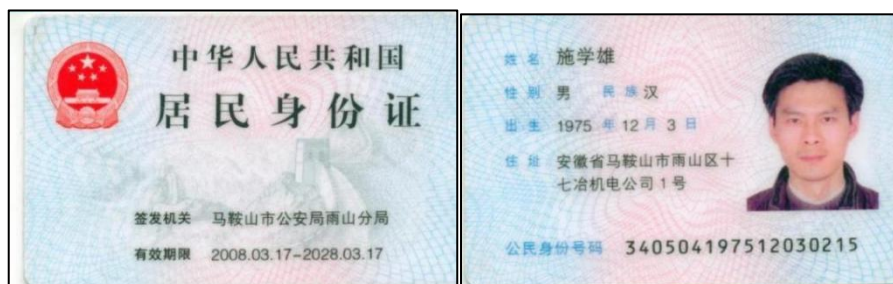 中华人民共和国
居民身份证
签发机关 马鞍山市公安局雨山分局
有效期限 2008.03.17-2028.03.17
姓名 施学雄
性别 男 民族 汉
出生 1975 年 12 月 3 日
住址 安徽省马鞍山市雨山区十
七冶机电公司1号
公民身份号码 340504197512030215